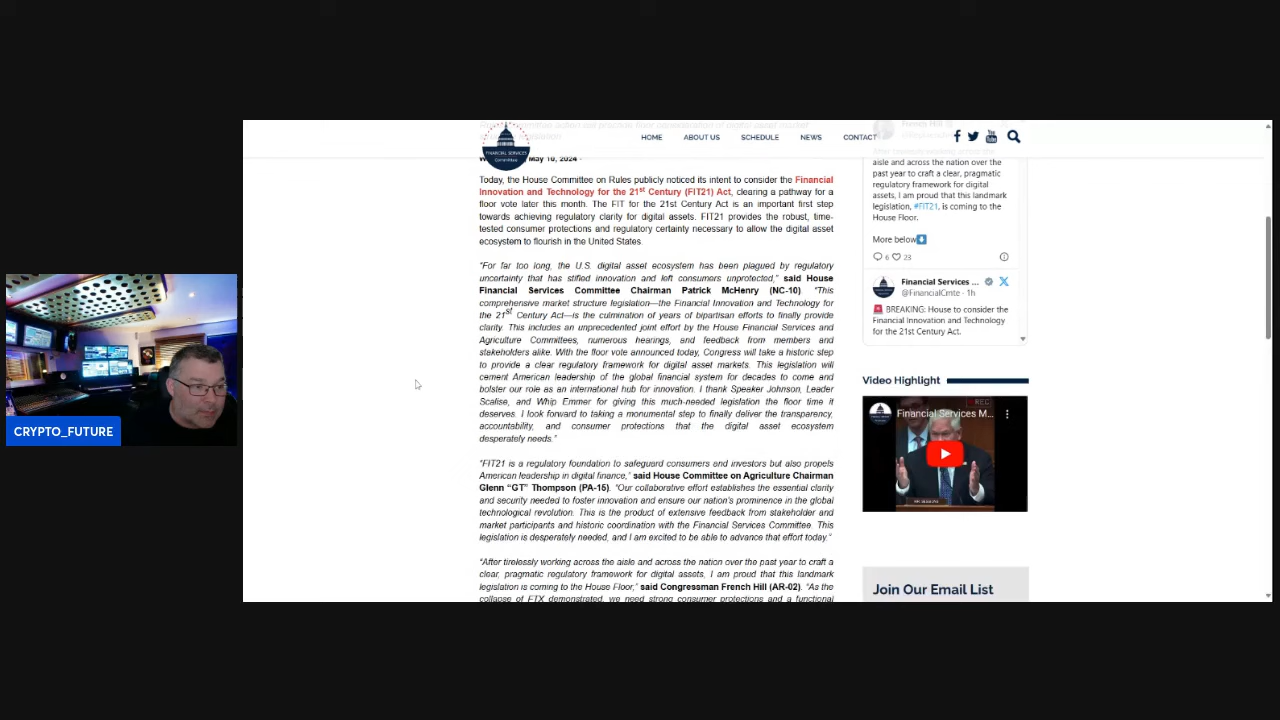 HOME ABOUT US SCHEDULE NEWS CONTACT
FINANCIAL SERVICES
Committee
May 10, 2024 -
Today, the House Committee on Rules publicly noticed its intent to consider the Financial
Innovation and Technology for the 21st Century (FIT21) Act, clearing a pathway for a
floor vote later this month. The FIT for the 21st Century Act is an important first step
towards achieving regulatory clarity for digital assets. FIT21 provides the robust, time-
tested consumer protections and regulatory certainty necessary to allow the digital asset
ecosystem to flourish in the United States.
“For far too long, the U.S. digital asset ecosystem has been plagued by regulatory
uncertainty that has stifled innovation and left consumers unprotected,” said House
Financial Services Committee Chairman Patrick McHenry (NC-10). “This
comprehensive market structure legislation—the Financial Innovation and Technology for
the 21st Century Act—is the culmination of years of bipartisan efforts to finally provide
clarity. This includes an unprecedented joint effort by the House Financial Services and
Agriculture Committees, numerous hearings, and feedback from members and
stakeholders alike. With the floor vote announced today, Congress will take a historic step
to provide a clear regulatory framework for digital asset markets. This legislation will
cement American leadership of the global financial system for decades to come and
bolster our role as an international hub for innovation. I thank Speaker Johnson, Leader
Scalise, and Whip Emmer for giving this much-needed legislation the floor time it
deserves. I look forward to taking a monumental step to finally deliver the transparency,
accountability, and consumer protections that the digital asset ecosystem
desperately needs.”
“FIT21 is a regulatory foundation to safeguard consumers and investors but also propels
American leadership in digital finance,” said House Committee on Agriculture Chairman
Glenn “GT” Thompson (PA-15). “Our collaborative effort establishes the essential clarity
and security needed to foster innovation and ensure our nation’s prominence in the global
technological revolution. This is the product of extensive feedback from stakeholder and
market participants and historic coordination with the Financial Services Committee. This
legislation is desperately needed, and I am excited to be able to advance that effort today.”
“After tirelessly working across the aisle and across the nation over the past year to craft a
clear, pragmatic regulatory framework for digital assets, I am proud that this landmark
legislation is coming to the House Floor,” said Congressman French Hill (AR-02). “As the
collapse of FTX demonstrated, we need strong consumer protections and a functional
aisle and across the nation over the
past year to craft a clear, pragmatic
regulatory framework for digital
assets, I am proud that this landmark
legislation, #FIT21, is coming to the
House Floor.
More below
6 23
Financial Services ...
@FinancialCmte · 1h
BREAKING: House to consider the
Financial Innovation and Technology
for the 21st Century Act.
Video Highlight
REC
Financial Services M...
Join Our Email List
CRYPTO_FUTURE